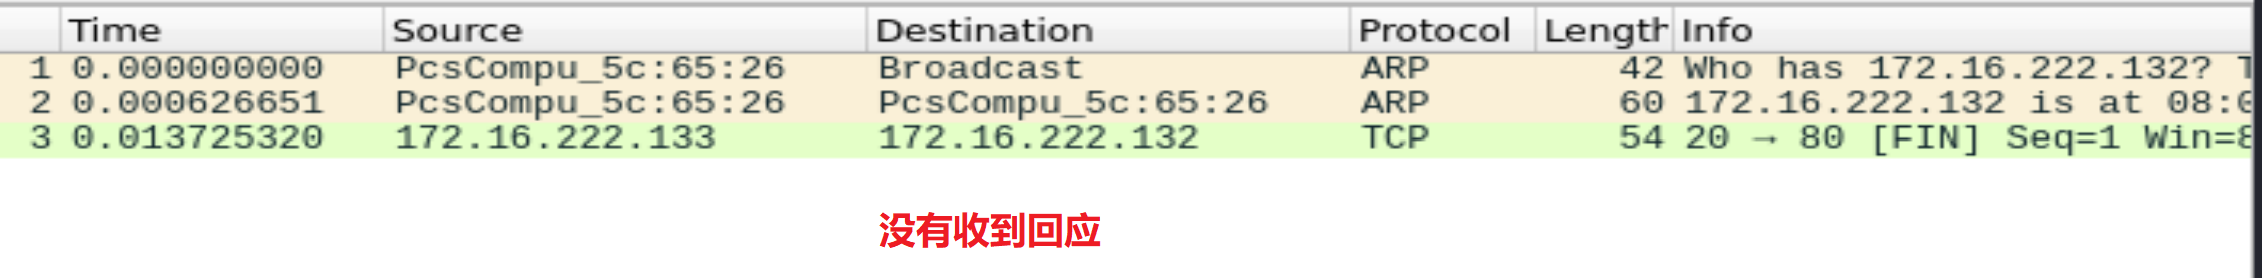 Time Source Destination Protocol Length Info
1 0.000000000 PcsCompu_5c:65:26 Broadcast ARP 42 Who has 172.16.222.132? T
2 0.000626651 PcsCompu_5c:65:26 PcsCompu_5c:65:26 ARP 60 172.16.222.132 is at 08:0
3 0.013725320 172.16.222.133 172.16.222.132 TCP 54 20 → 80 [FIN] Seq=1 Win=8
没有收到回应